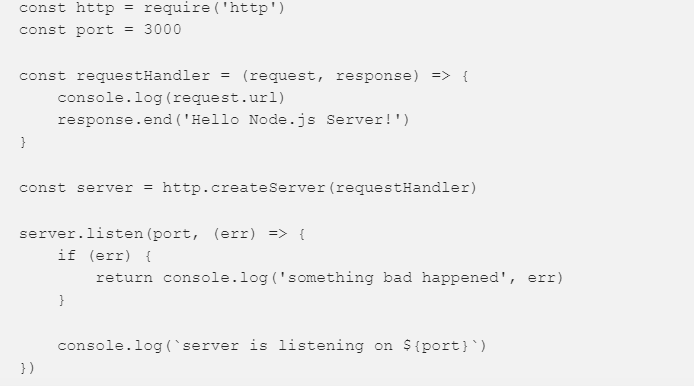 const http = require('http')
const port = 3000
const requestHandler = (request, response) => {
console.log(request.url)
response.end('Hello Node.js Server!')
}
const server = http.createServer(requestHandler)
server.listen(port, (err) => {
if (err) {
return console.log('something bad happened', err)
}
console.log(`server is listening on ${port}`)
})